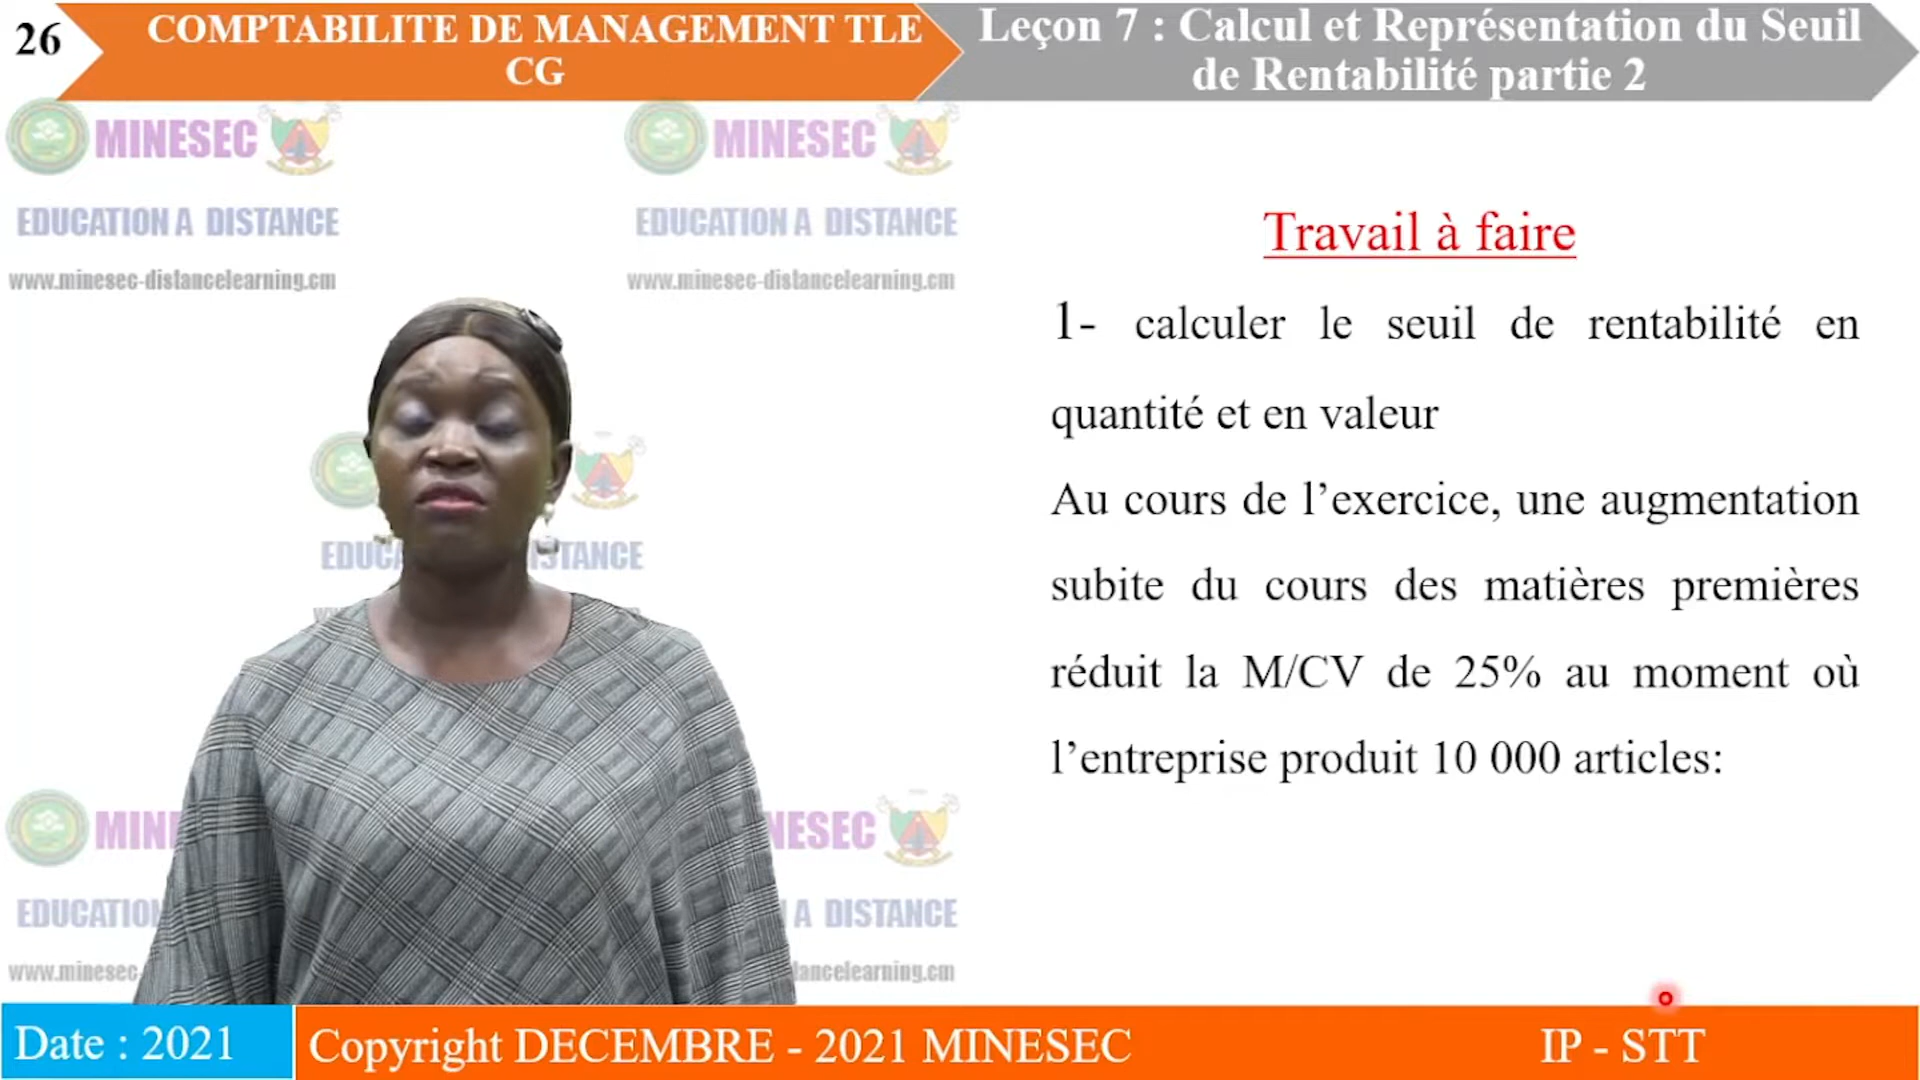 26
COMPTABILITE DE MANAGEMENT TLE
CG
Leçon 7 : Calcul et Représentation du Seuil
de Rentabilité partie 2
MINESEC
MINESEC
EDUCATION A DISTANCE
EDUCATION A DISTANCE
www.minesec-distancelearning.cm
www.minesec-distancelearning.cm
Travail à faire
1- calculer le seuil de rentabilité en
quantité et en valeur
Au cours de l’exercice, une augmentation
subite du cours des matières premières
réduit la M/CV de 25% au moment où
l’entreprise produit 10 000 articles:
Date : 2021
Copyright DECEMBRE - 2021 MINESEC
IP - STT